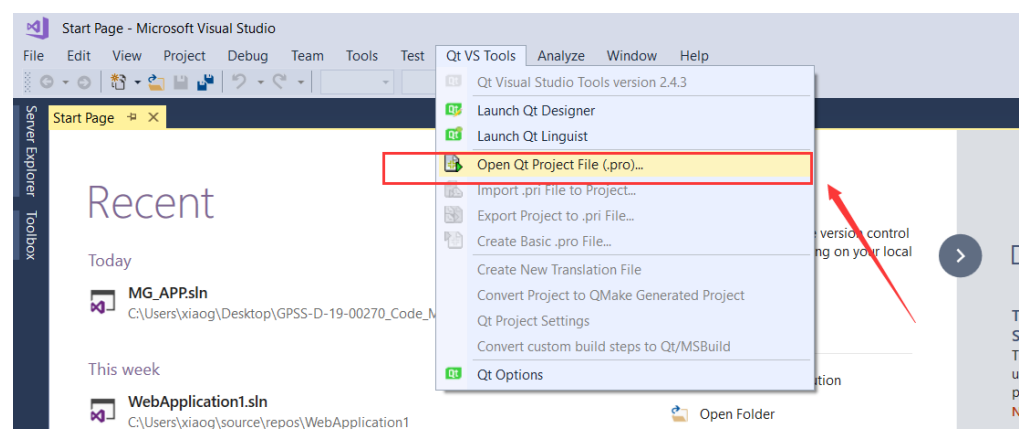 Start Page - Microsoft Visual Studio
File Edit View Project Debug Team Tools Test Qt VS Tools Analyze Window Help
Qt Visual Studio Tools version 2.4.3
Launch Qt Designer
Launch Qt Linguist
Open Qt Project File (.pro)...
Import .pri File to Project...
Export Project to .pri File...
Create Basic .pro File...
Create New Translation File
Convert Project to QMake Generated Project
Qt Project Settings
Convert custom build steps to Qt/MSBuild
Qt Options
Server Explorer
Toolbox
Start Page
Recent
Today
MG_APP.sln
C:\Users\xiaog\Desktop\GPSS-D-19-00270_Code_M
This week
WebApplication1.sln
C:\Users\xiaog\source\repos\WebApplication1
version control
ng on your local
Open Folder